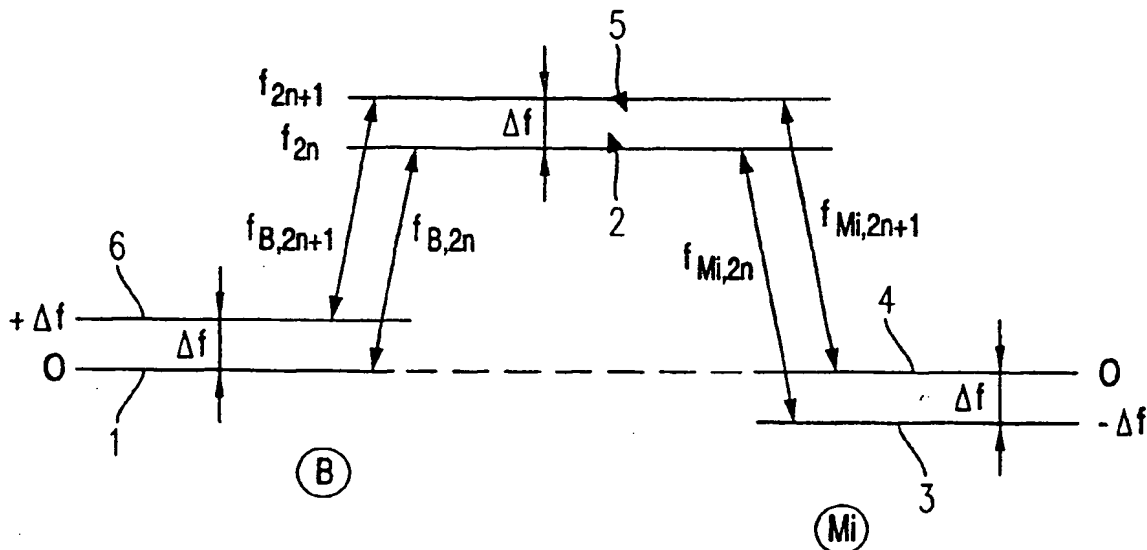 5
f2n+1
Δf
f2n
2
fB,2n+1
fB,2n
fMi,2n
fMi,2n+1
6
4
+Δf
Δf
0
0
Δf
-Δf
1
3
B
Mi